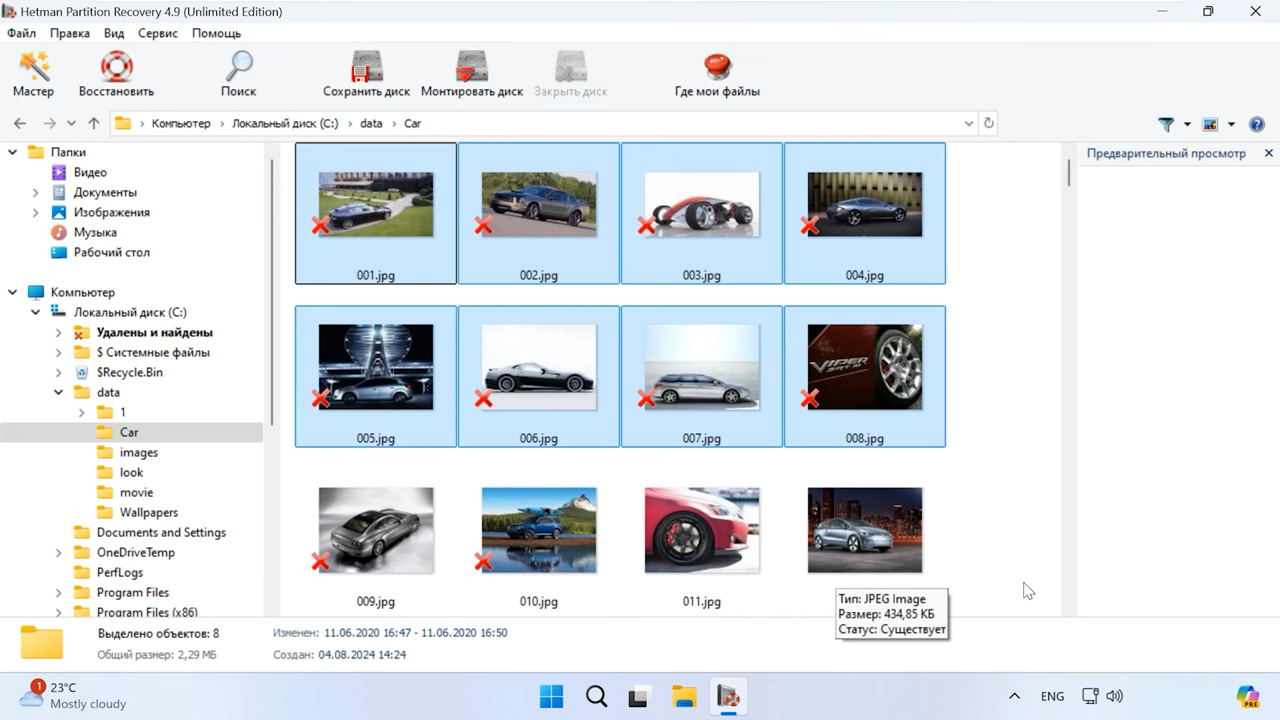 Hetman Partition Recovery 4.9 (Unlimited Edition)
Файл Правка Вид Сервис Помощь
Мастер Восстановить Поиск Сохранить диск Монтировать диск Закрыть диск Где мои файлы
HELP
Компьютер Локальный диск (C:) data Car
Предварительный просмотр
Папки
Видео
Документы
Изображения
Музыка
Рабочий стол
Компьютер
Локальный диск (C:)
Удалены и найдены
$ Системные файлы
$Recycle.Bin
data
1
Car
images
look
movie
Wallpapers
Documents and Settings
OneDriveTemp
PerfLogs
Program Files
Program Files (x86)
001.jpg 002.jpg 003.jpg 004.jpg
VIPER
SRT 10
005.jpg 006.jpg 007.jpg 008.jpg
009.jpg 010.jpg 011.jpg
Тип: JPEG Image
Размер: 434,85 КБ
Статус: Существует
Выделено объектов: 8 Изменен: 11.06.2020 16:47 - 11.06.2020 16:50
Общий размер: 2,29 МБ Создан: 04.08.2024 14:24
1
23°C
Mostly cloudy
ENG
PRE